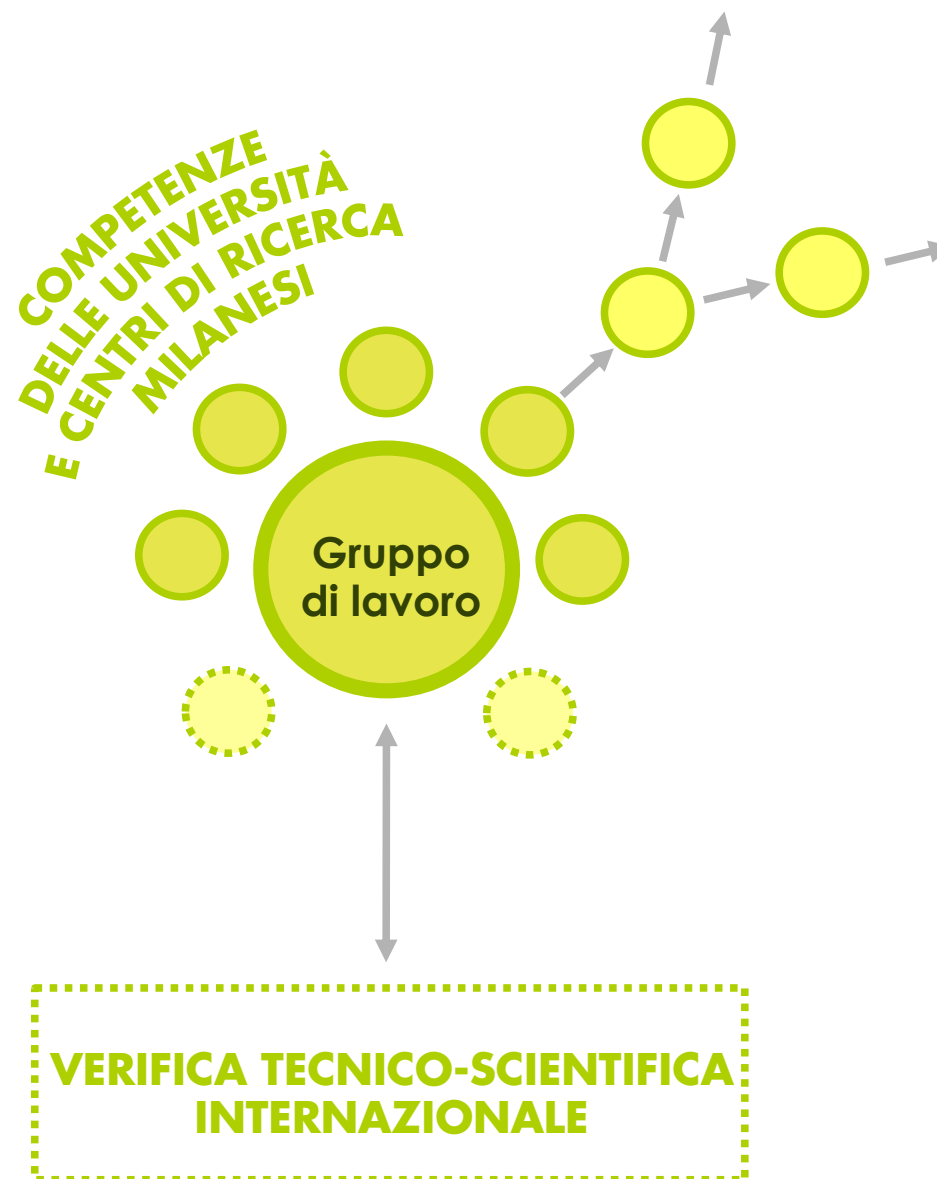 COMPETENZE
DELLE UNIVERSITÀ
E CENTRI DI RICERCA
MILANESI
Gruppo
di lavoro
VERIFICA TECNICO-SCIENTIFICA
INTERNAZIONALE